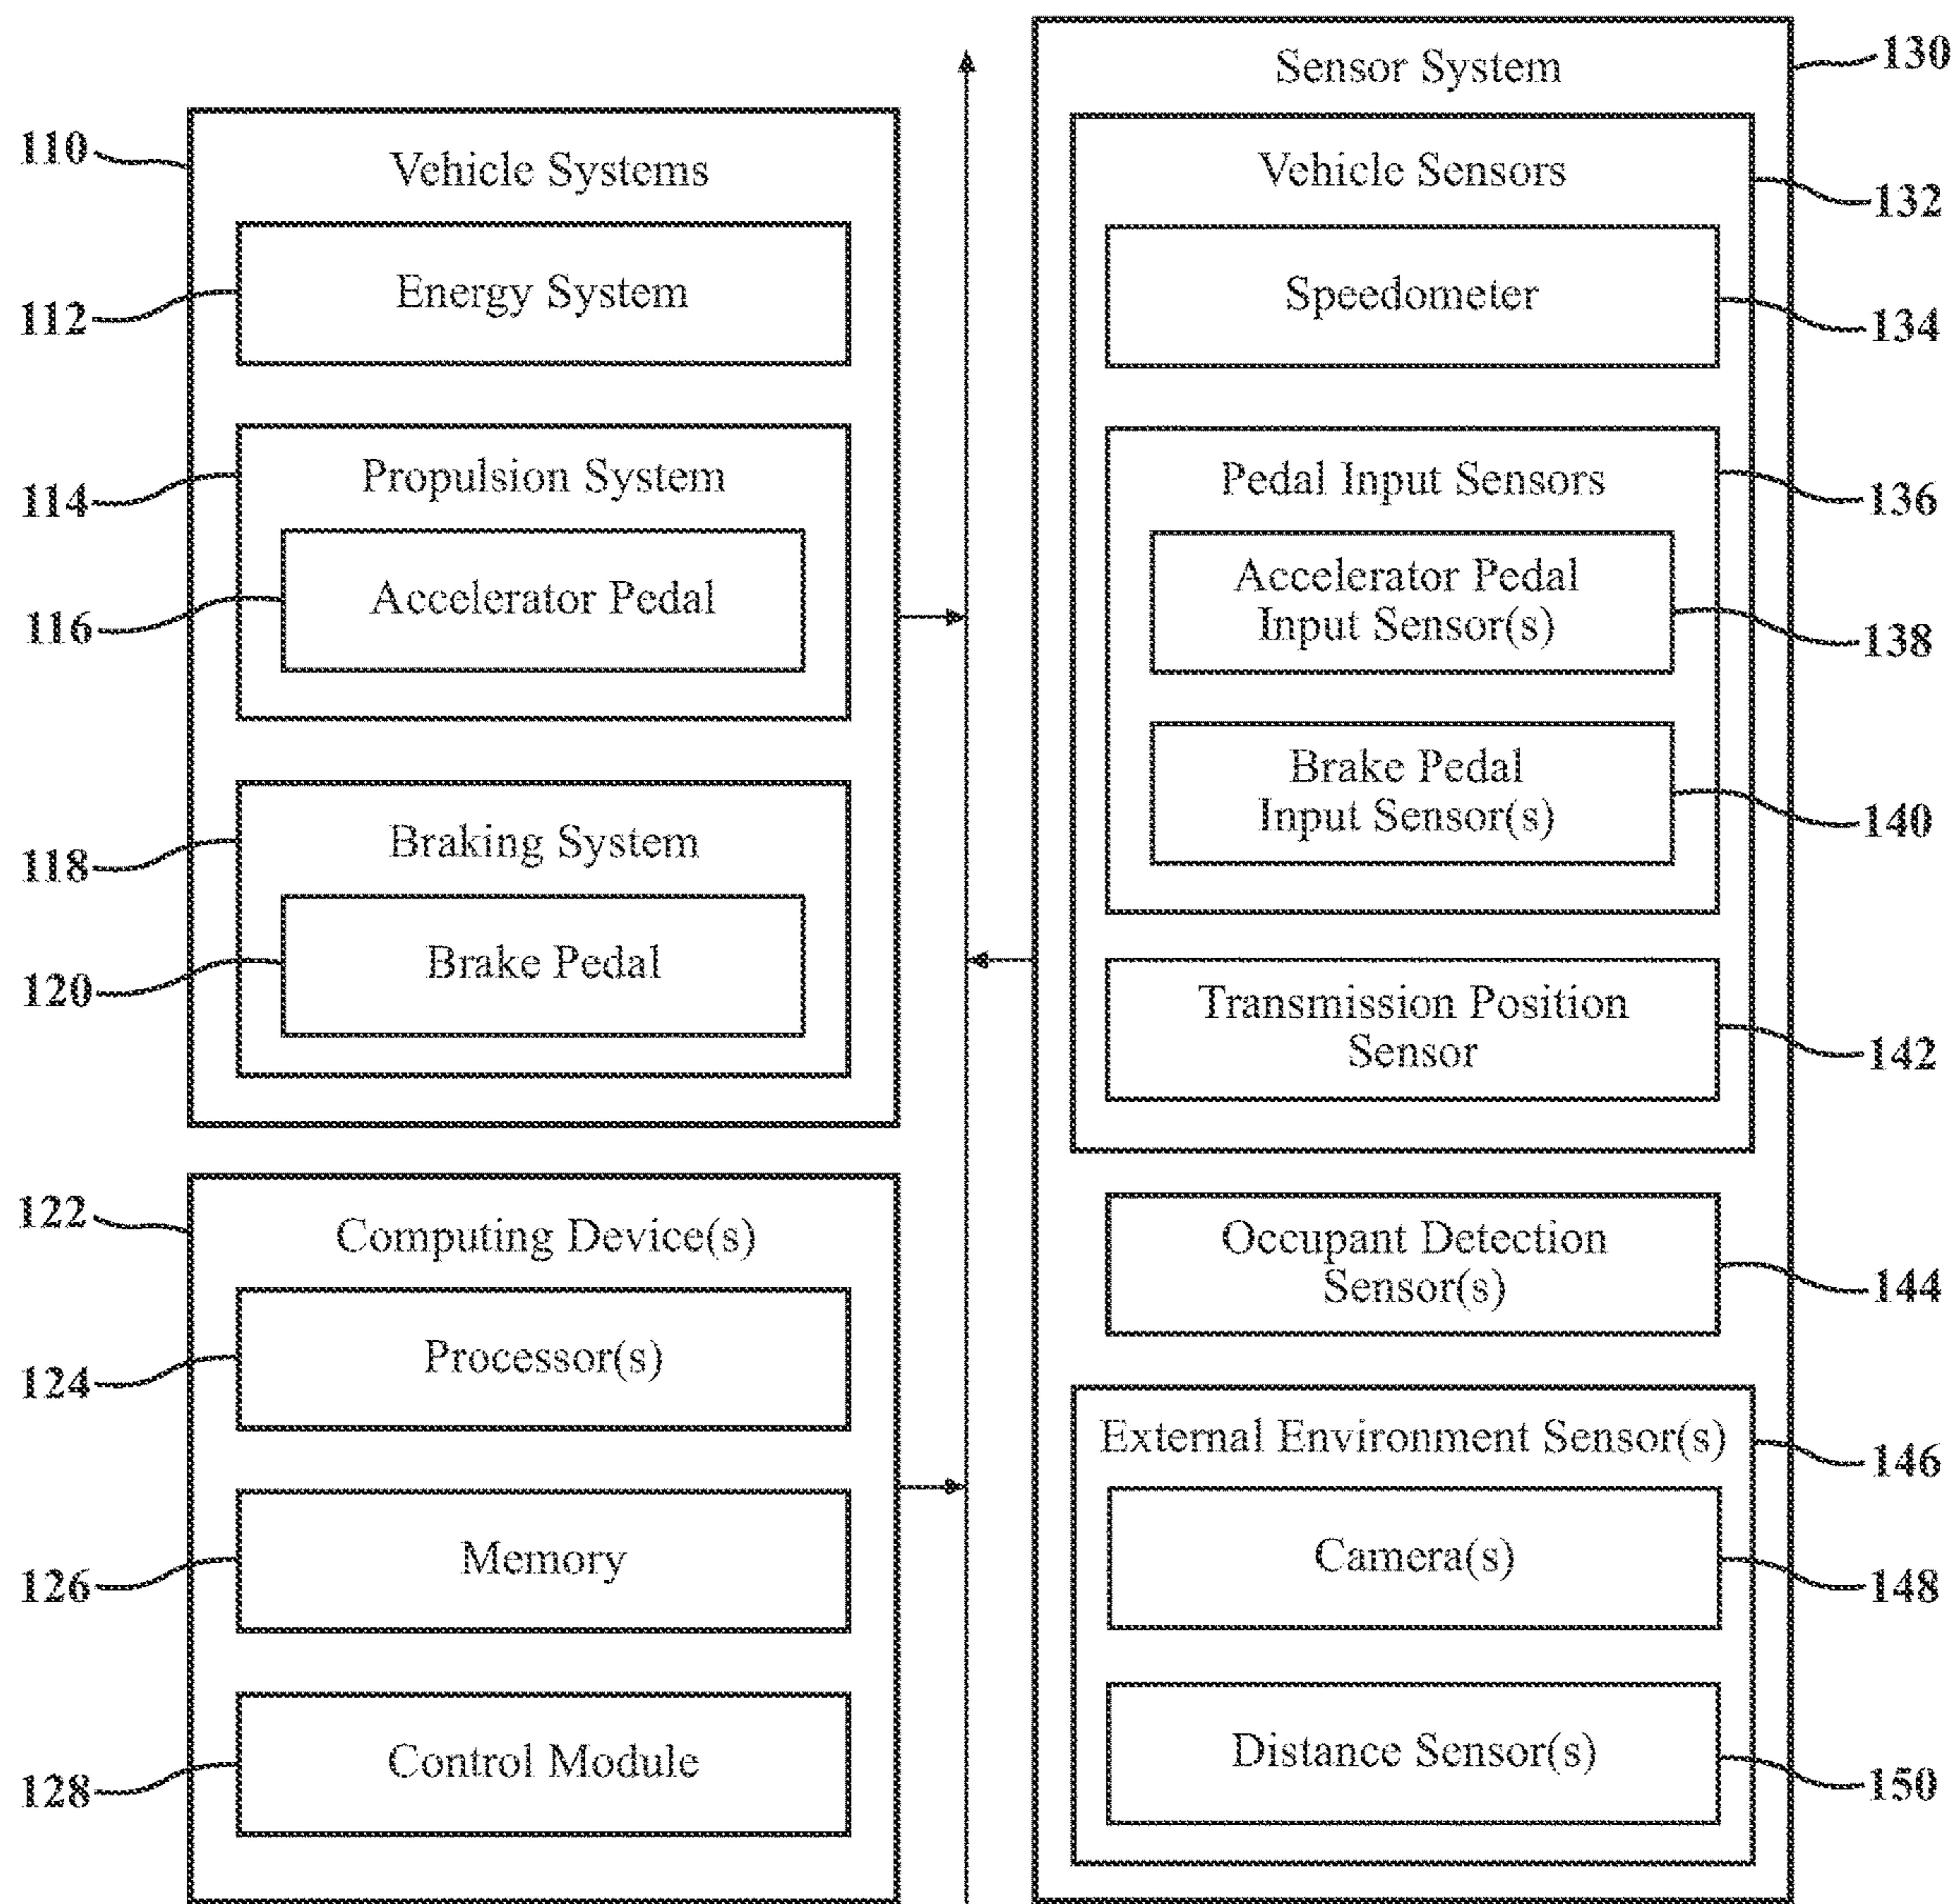 110
Vehicle Systems
112
Energy System
114
Propulsion System
116
Accelerator Pedal
118
Braking System
120
Brake Pedal
122
Computing Device(s)
124
Processor(s)
126
Memory
128
Control Module
130
Sensor System
132
Vehicle Sensors
134
Speedometer
136
Pedal Input Sensors
138
Accelerator Pedal
Input Sensor(s)
140
Brake Pedal
Input Sensor(s)
142
Transmission Position
Sensor
144
Occupant Detection
Sensor(s)
146
External Environment Sensor(s)
148
Camera(s)
150
Distance Sensor(s)